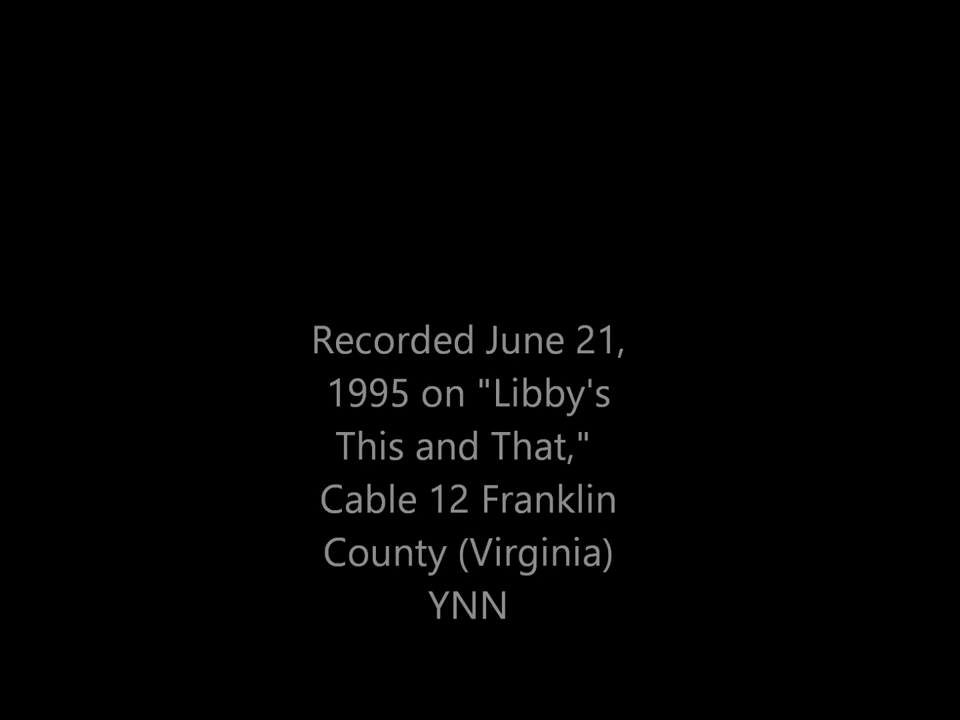 Recorded June 21,
1995 on "Libby's
This and That,"
Cable 12 Franklin
County (Virginia)
YNN